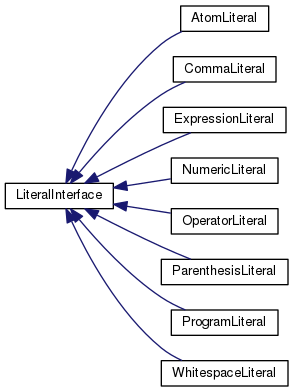 AtomLiteral
CommaLiteral
ExpressionLiteral
NumericLiteral
LiteralInterface
OperatorLiteral
ParenthesisLiteral
ProgramLiteral
WhitespaceLiteral